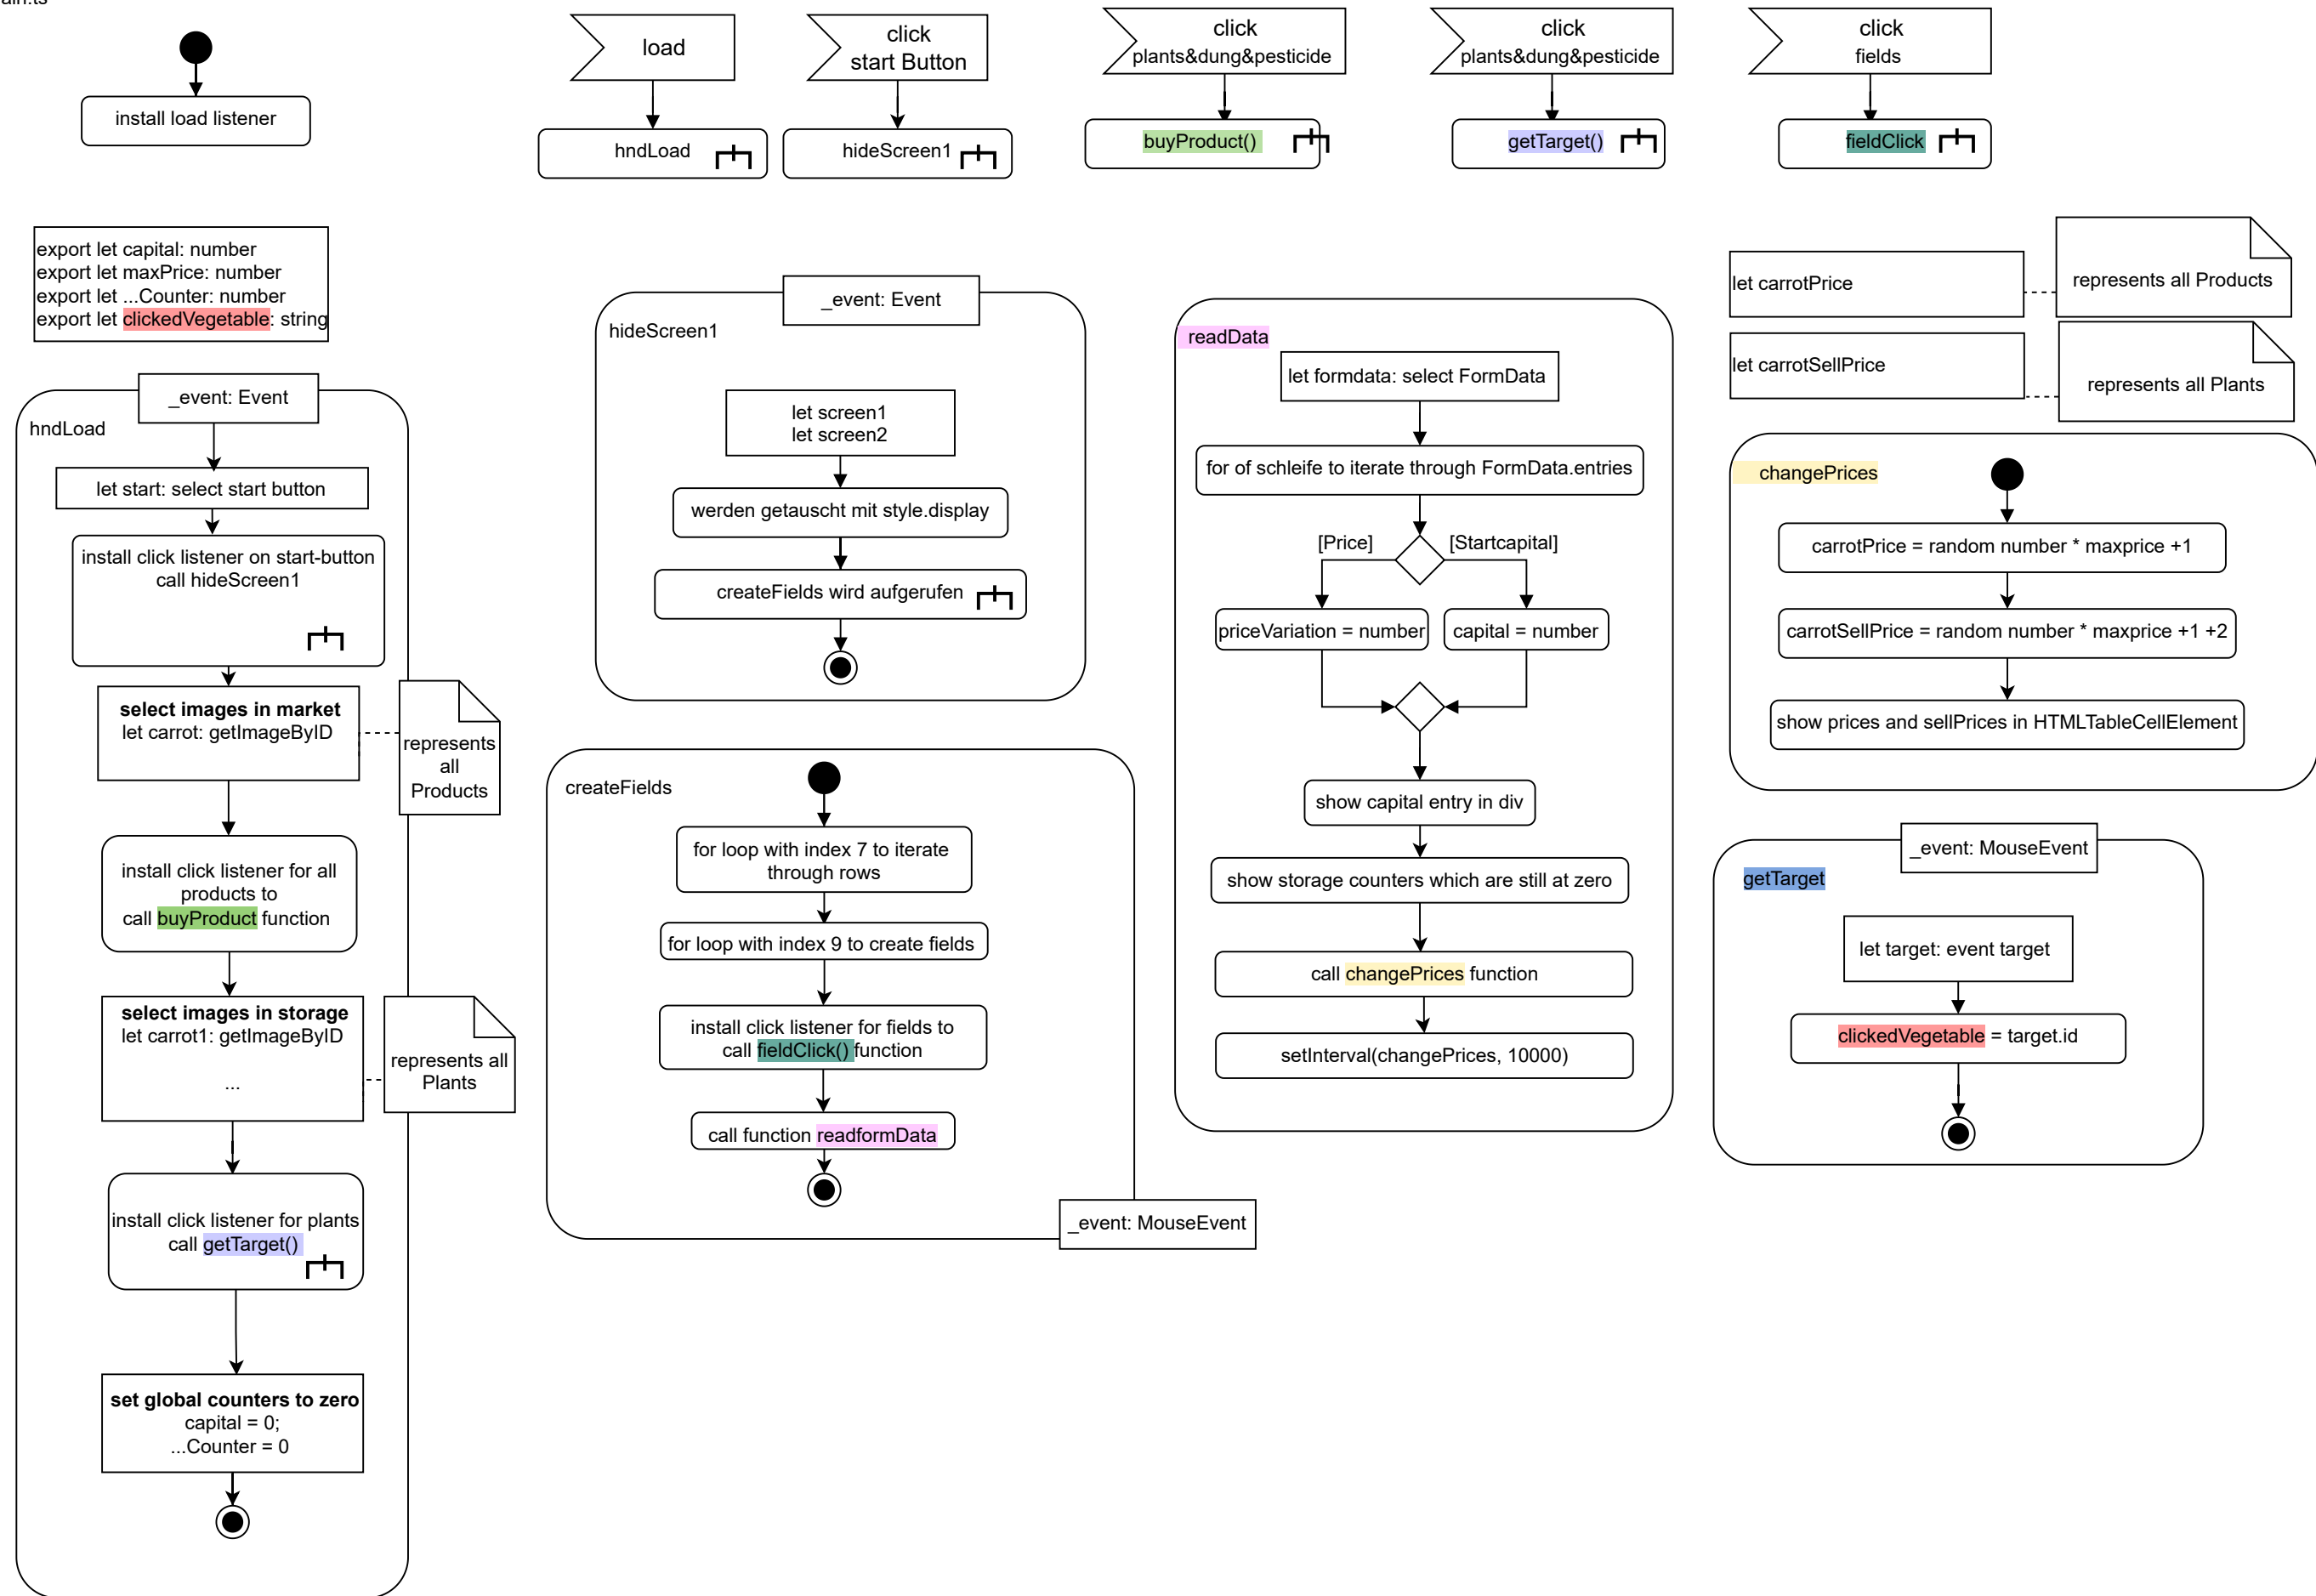 install load listener
load
click
start Button
click
plants&dung&pesticide
click
plants&dung&pesticide
click
fields
hndLoad
hideScreen1
buyProduct()
getTarget()
fieldClick
export let capital: number
export let maxPrice: number
export let ...Counter: number
export let clickedVegetable: string
_event: Event
hndLoad
let start: select start button
install click listener on start-button
call hideScreen1
select images in market
let carrot: getImageByID
represents
all
Products
install click listener for all
products to
call buyProduct function
select images in storage
let carrot1: getImageByID
...
represents all
Plants
install click listener for plants
call getTarget()
set global counters to zero
capital = 0;
...Counter = 0
_event: Event
hideScreen1
let screen1
let screen2
werden getauscht mit style.display
createFields wird aufgerufen
createFields
for loop with index 7 to iterate
through rows
for loop with index 9 to create fields
install click listener for fields to
call fieldClick() function
call function readformData
_event: MouseEvent
readData
let formdata: select FormData
for of schleife to iterate through FormData.entries
[Price]
[Startcapital]
priceVariation = number
capital = number
show capital entry in div
show storage counters which are still at zero
call changePrices function
setInterval(changePrices, 10000)
let carrotPrice
represents all Products
let carrotSellPrice
represents all Plants
changePrices
carrotPrice = random number * maxprice +1
carrotSellPrice = random number * maxprice +1 +2
show prices and sellPrices in HTMLTableCellElement
_event: MouseEvent
getTarget
let target: event target
clickedVegetable = target.id